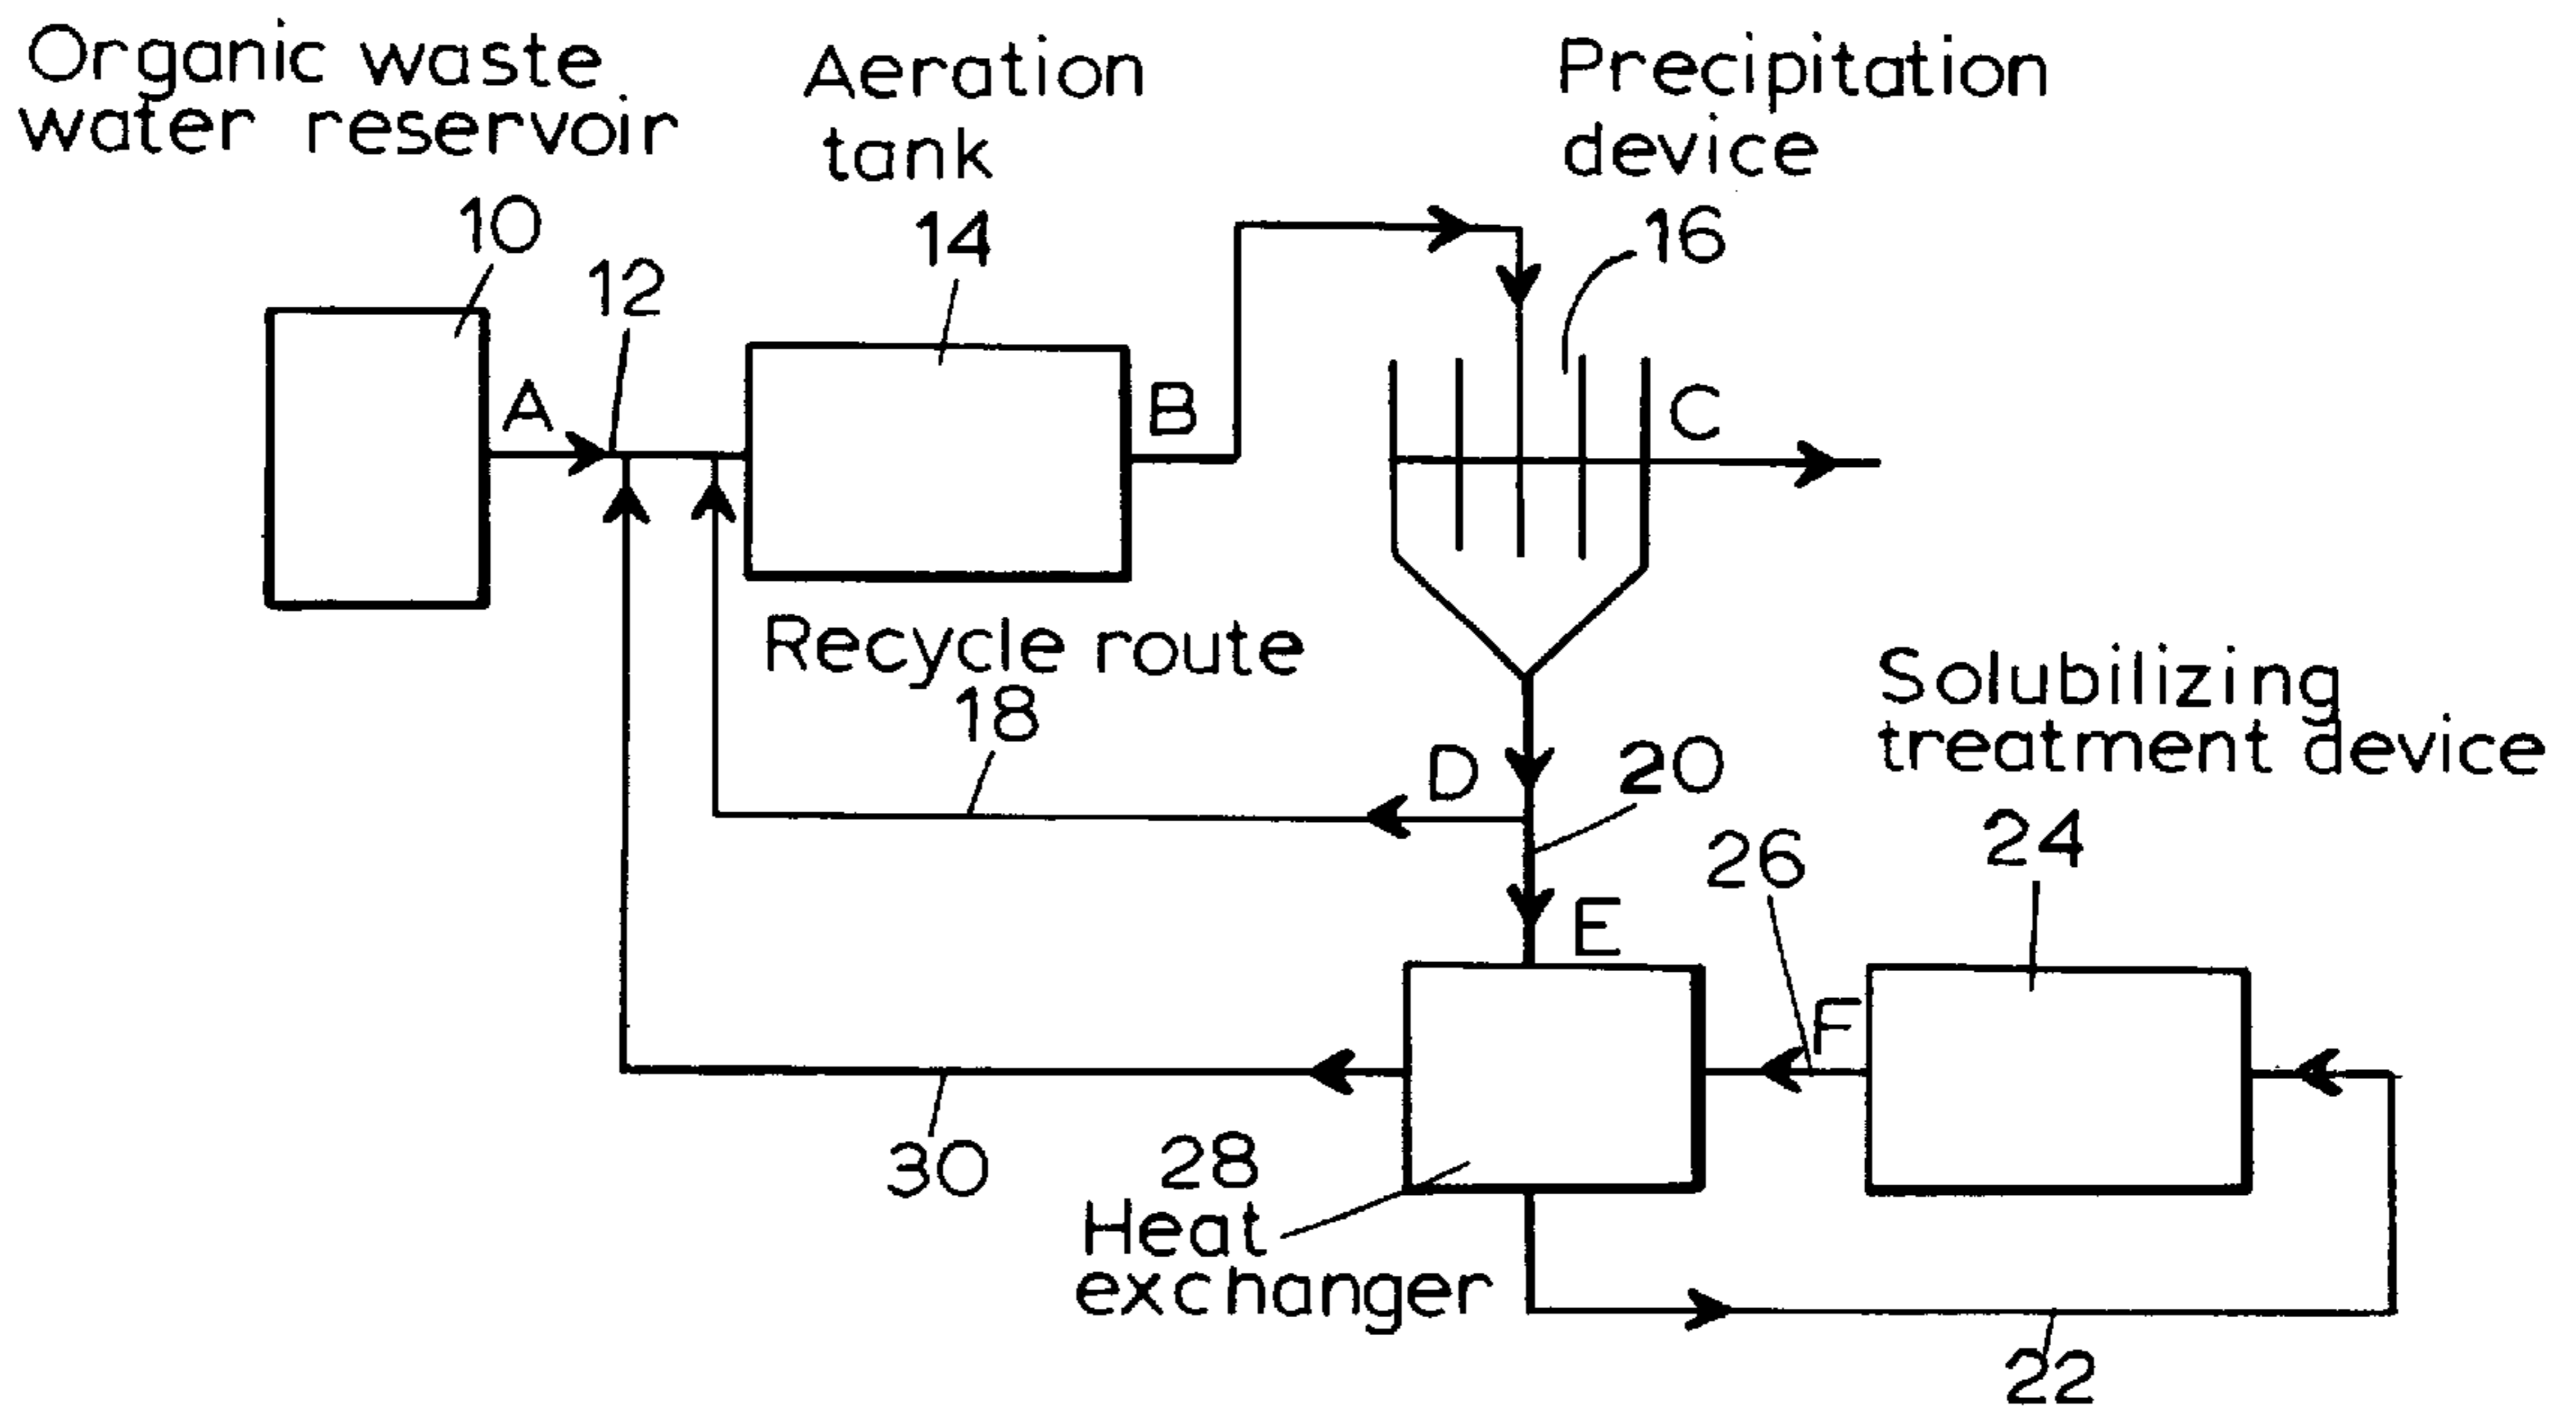 Organic waste
water reservoir
10
12
A
Aeration
tank
14
B
Precipitation
device
16
C
Recycle route
18
D
20
E
Solubilizing
treatment device
24
26
F
28
Heat
exchanger
30
22